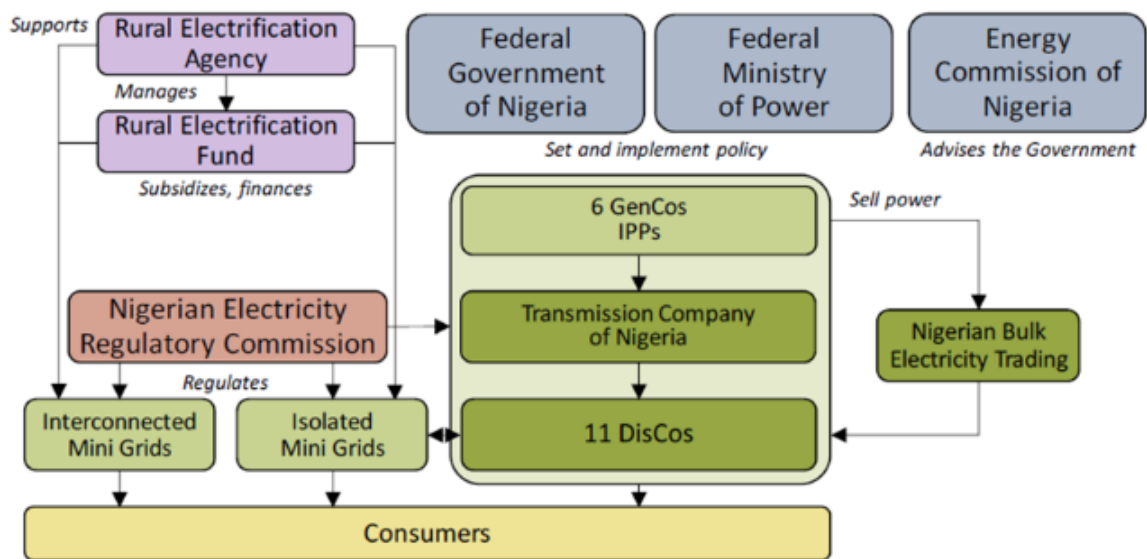 Supports
Rural Electrification
Agency
Manages
Rural Electrification
Fund
Subsidizes, finances
Federal
Government
of Nigeria
Federal
Ministry
of Power
Set and implement policy
Energy
Commission of
Nigeria
Advises the Government
6 GenCos
IPPs
Sell power
Nigerian Electricity
Regulatory Commission
Regulates
Transmission Company
of Nigeria
Nigerian Bulk
Electricity Trading
Interconnected
Mini Grids
Isolated
Mini Grids
11 DisCos
Consumers